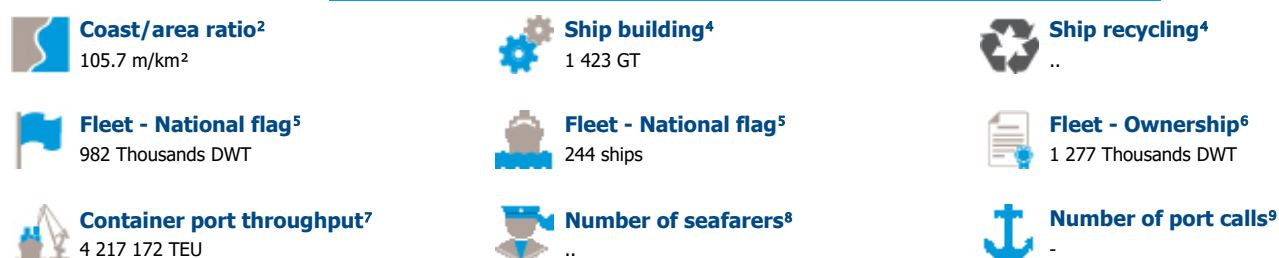 Coast/area ratio²
105.7 m/km²
Ship building⁴
1 423 GT
Ship recycling⁴
..
Fleet - National flag⁵
982 Thousands DWT
Fleet - National flag⁵
244 ships
Fleet - Ownership⁶
1 277 Thousands DWT
Container port throughput⁷
4 217 172 TEU
Number of seafarers⁸
..
Number of port calls⁹
-